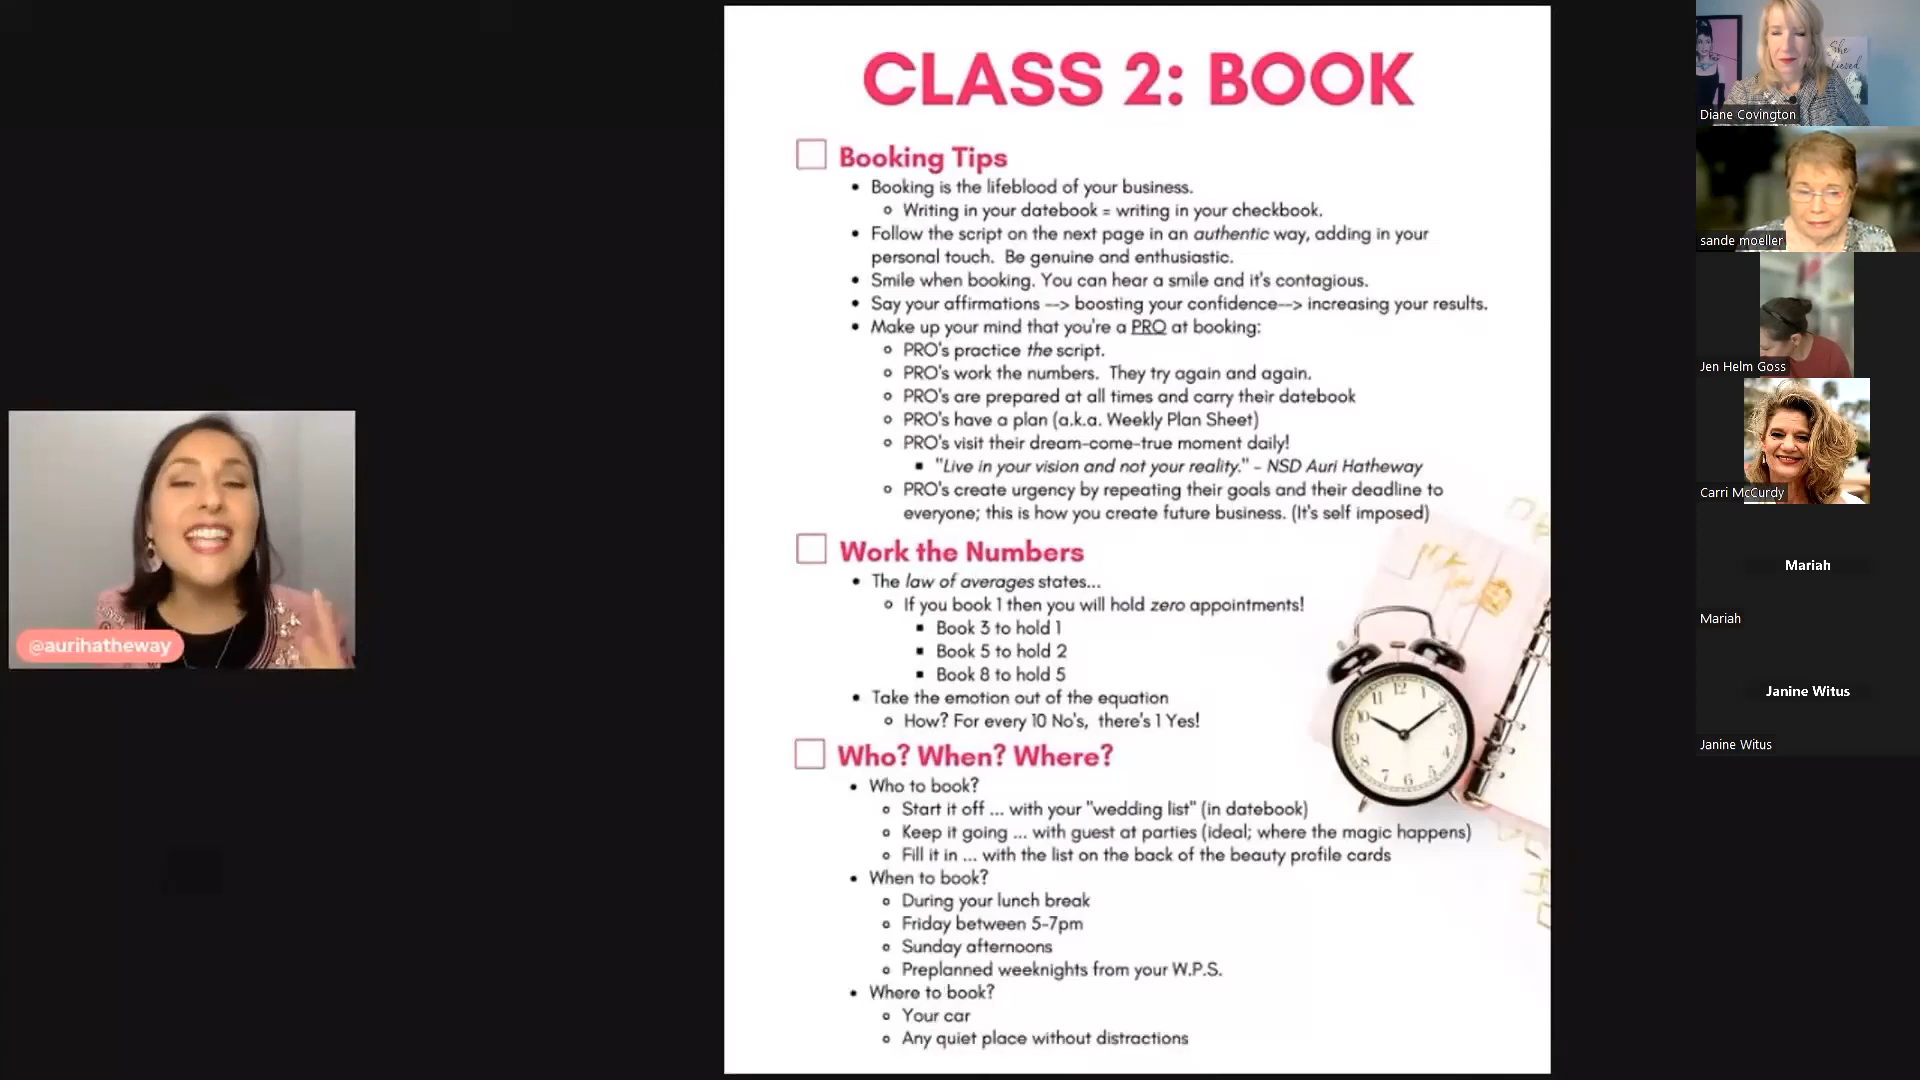 CLASS 2: BOOK
Booking Tips
• Booking is the lifeblood of your business.
◦ Writing in your datebook = writing in your checkbook.
• Follow the script on the next page in an authentic way, adding in your
personal touch. Be genuine and enthusiastic.
• Smile when booking. You can hear a smile and it's contagious.
• Say your affirmations --> boosting your confidence--> increasing your results.
• Make up your mind that you're a PRO at booking:
◦ PRO's practice the script.
◦ PRO's work the numbers. They try again and again.
◦ PRO's are prepared at all times and carry their datebook
◦ PRO's have a plan (a.k.a. Weekly Plan Sheet)
◦ PRO's visit their dream-come-true moment daily!
▪ "Live in your vision and not your reality." - NSD Auri Hatheway
◦ PRO's create urgency by repeating their goals and their deadline to
everyone; this is how you create future business. (It's self imposed)
Work the Numbers
• The law of averages states...
◦ If you book 1 then you will hold zero appointments!
▪ Book 3 to hold 1
▪ Book 5 to hold 2
▪ Book 8 to hold 5
• Take the emotion out of the equation
◦ How? For every 10 No's, there's 1 Yes!
Who? When? Where?
• Who to book?
◦ Start it off ... with your "wedding list" (in datebook)
◦ Keep it going ... with guest at parties (ideal; where the magic happens)
◦ Fill it in ... with the list on the back of the beauty profile cards
• When to book?
◦ During your lunch break
◦ Friday between 5-7pm
◦ Sunday afternoons
◦ Preplanned weeknights from your W.P.S.
• Where to book?
◦ Your car
◦ Any quiet place without distractions
@aurihatheway
She
Diane Covington
sande moeller
Jen Helm Goss
Carri McCurdy
Mariah
Mariah
Janine Witus
Janine Witus